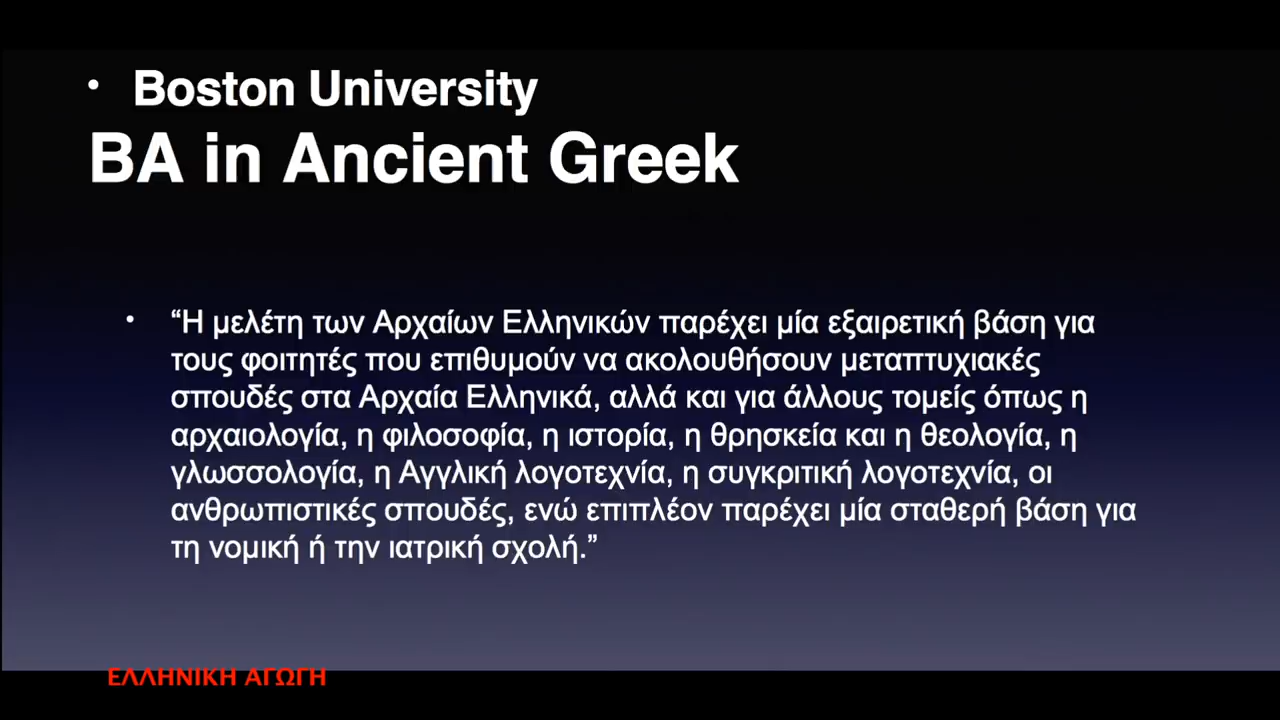 • Boston University
BA in Ancient Greek
• “Η μελέτη των Αρχαίων Ελληνικών παρέχει μία εξαιρετική βάση για
τους φοιτητές που επιθυμούν να ακολουθήσουν μεταπτυχιακές
σπουδές στα Αρχαία Ελληνικά, αλλά και για άλλους τομείς όπως η
αρχαιολογία, η φιλοσοφία, η ιστορία, η θρησκεία και η θεολογία, η
γλωσσολογία, η Αγγλική λογοτεχνία, η συγκριτική λογοτεχνία, οι
ανθρωπιστικές σπουδές, ενώ επιπλέον παρέχει μία σταθερή βάση για
τη νομική ή την ιατρική σχολή.”
ΕΛΛΗΝΙΚΗ ΑΓΩΓΗ